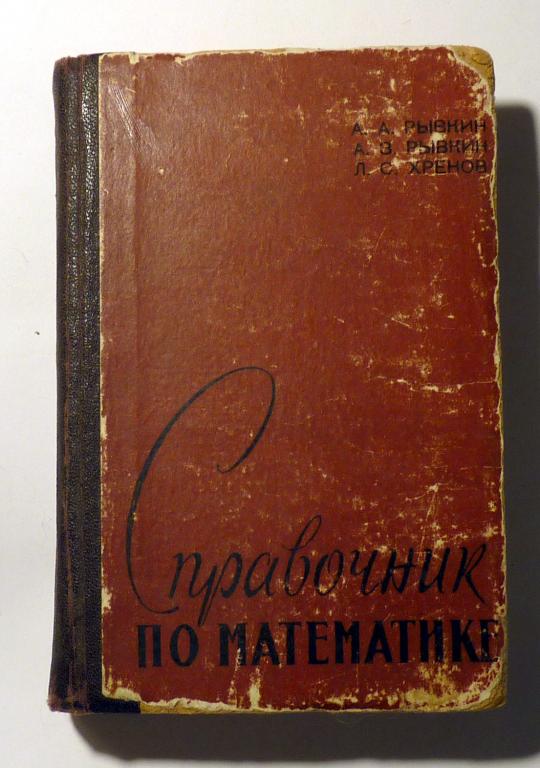 А. А. РЫВКИН
А. З. РЫВКИН
Л. С. ХРЕНОВ
Справочник
ПО МАТЕМАТИКЕ